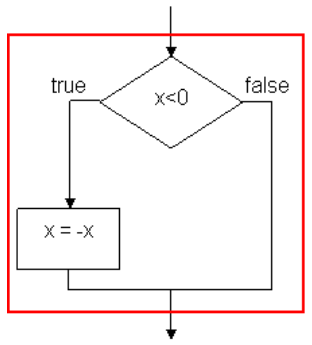 true
false
x<0
x = -x